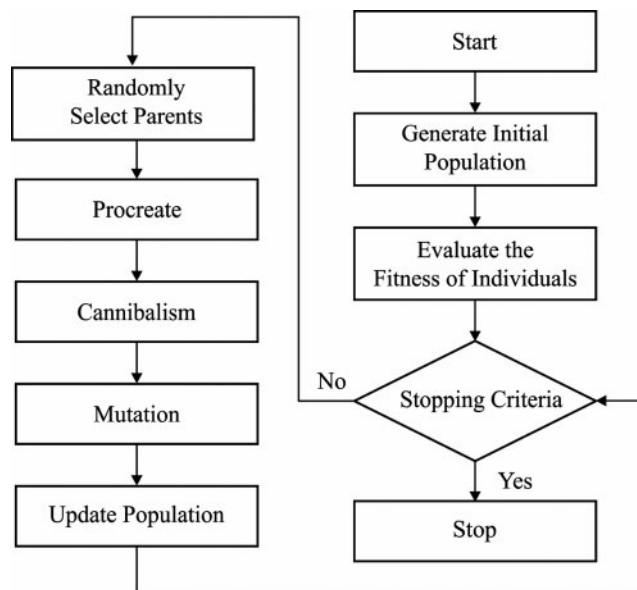 Start
Generate Initial
Population
Evaluate the
Fitness of Individuals
Stopping Criteria
No
Yes
Stop
Randomly
Select Parents
Procreate
Cannibalism
Mutation
Update Population